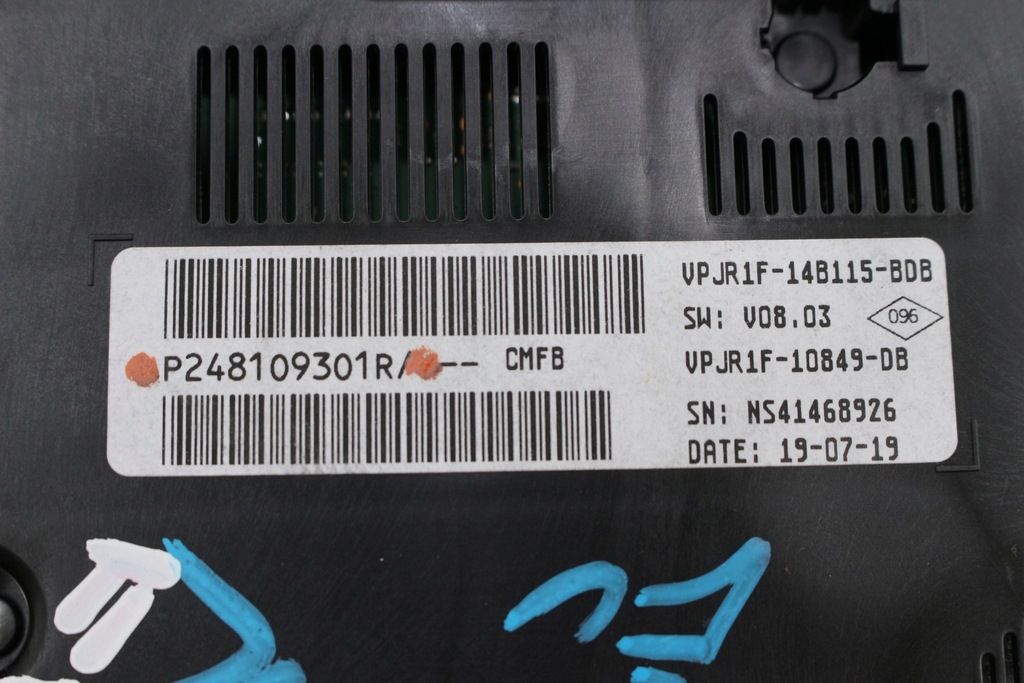 VPJR1F-14B115-BDB
SW: V08.03
096
P248109301R/ -- CMFB
VPJR1F-10849-DB
SN: NS41468926
DATE: 19-07-19